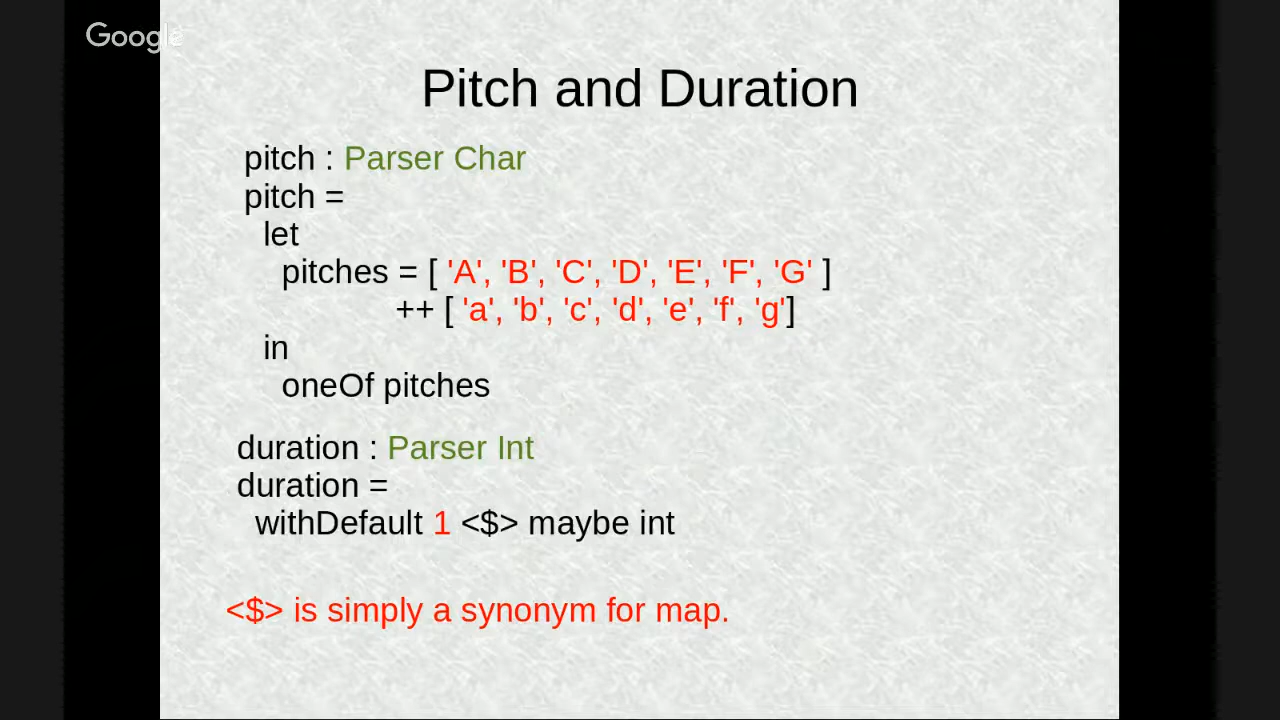 Google
Pitch and Duration
pitch : Parser Char
pitch =
let
pitches = [ 'A', 'B', 'C', 'D', 'E', 'F', 'G' ]
++ [ 'a', 'b', 'c', 'd', 'e', 'f', 'g']
in
oneOf pitches
duration : Parser Int
duration =
withDefault 1 <$> maybe int
<$> is simply a synonym for map.